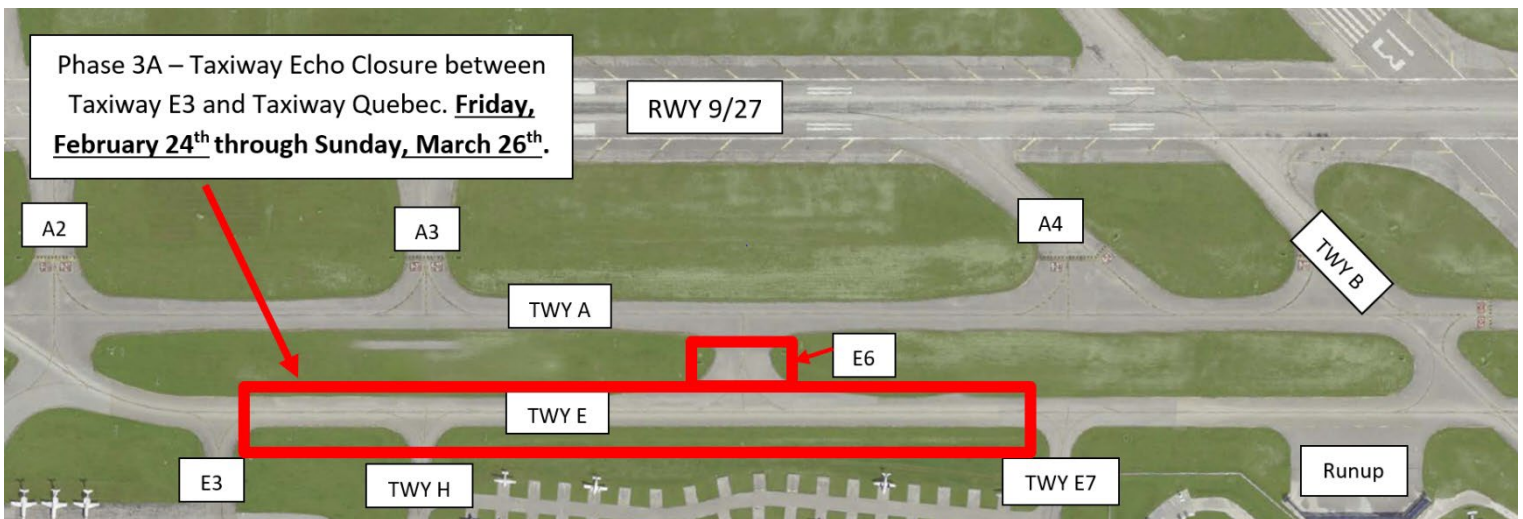 Phase 3A – Taxiway Echo Closure between
Taxiway E3 and Taxiway Quebec. Friday,
February 24th through Sunday, March 26th.
RWY 9/27
A2
A3
A4
TWY B
TWY A
E6
TWY E
E3
TWY H
TWY E7
Runup